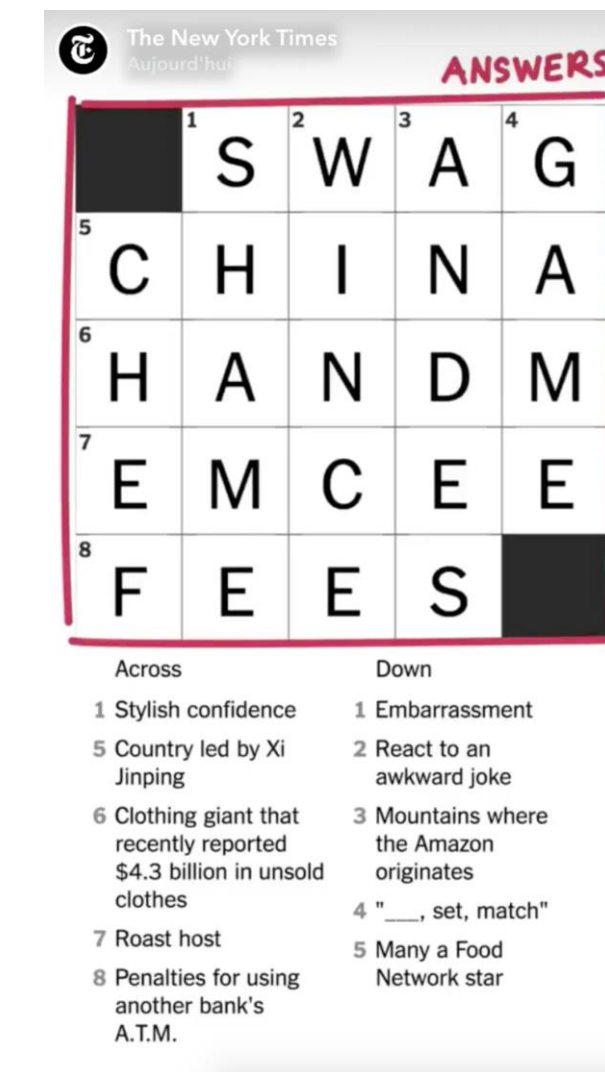 The New York Times
Aujourd'hui
ANSWERS
1 S 2 W 3 A 4 G
5 C H I N A
6 H A N D M
7 E M C E E
8 F E E S
Across
1 Stylish confidence
5 Country led by Xi
Jinping
6 Clothing giant that
recently reported
$4.3 billion in unsold
clothes
7 Roast host
8 Penalties for using
another bank's
A.T.M.
Down
1 Embarrassment
2 React to an
awkward joke
3 Mountains where
the Amazon
originates
4 "___, set, match"
5 Many a Food
Network star